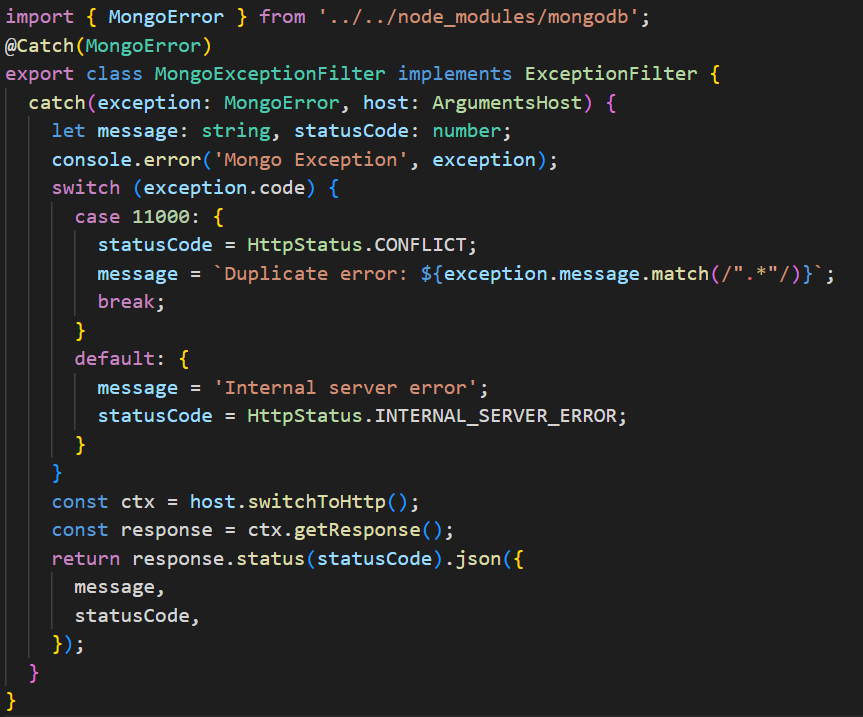 import { MongoError } from '../../node_modules/mongodb';
@Catch(MongoError)
export class MongoExceptionFilter implements ExceptionFilter {
  catch(exception: MongoError, host: ArgumentsHost) {
    let message: string, statusCode: number;
    console.error('Mongo Exception', exception);
    switch (exception.code) {
      case 11000: {
        statusCode = HttpStatus.CONFLICT;
        message = `Duplicate error: ${exception.message.match(/".*"/)}`;
        break;
      }
      default: {
        message = 'Internal server error';
        statusCode = HttpStatus.INTERNAL_SERVER_ERROR;
      }
    }
    const ctx = host.switchToHttp();
    const response = ctx.getResponse();
    return response.status(statusCode).json({
      message,
      statusCode,
    });
  }
}